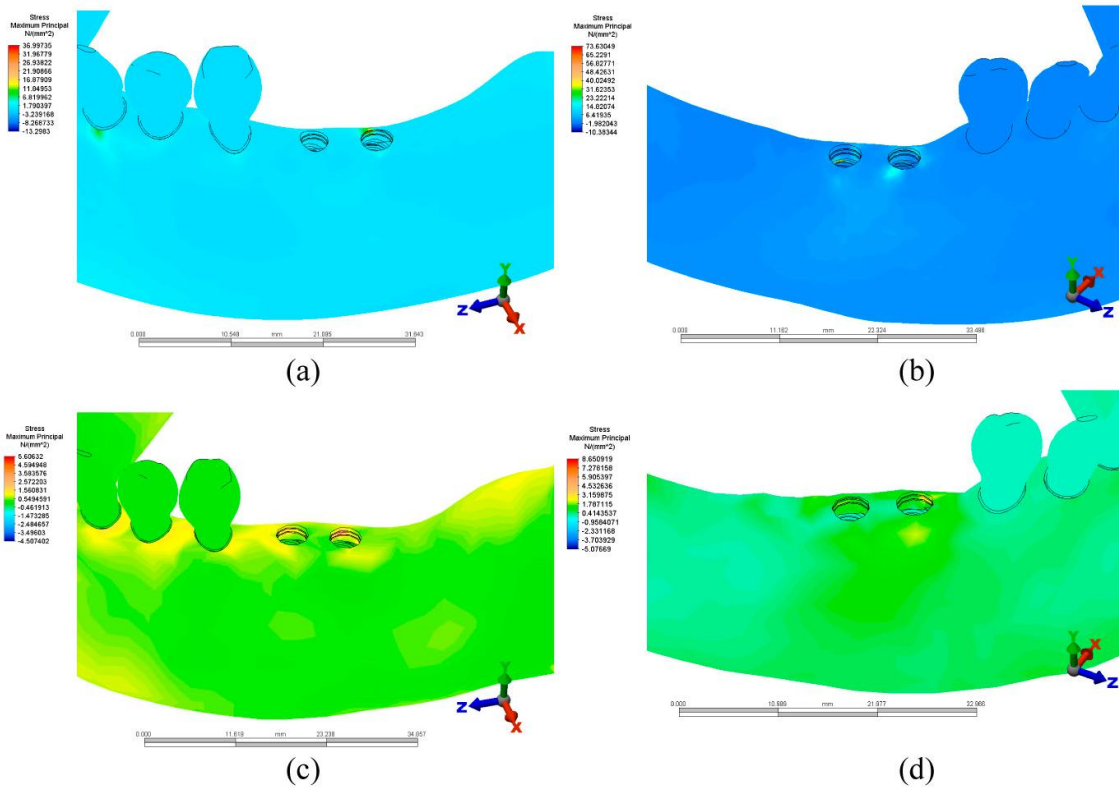 Stress
Maximum Principal
N/(mm^2)
36.99735
31.96779
26.93822
21.90866
16.87909
11.84953
6.819962
1.790397
-3.239168
-8.268733
-13.2983
Y
Z
X
0.000
10.548
mm
21.095
31.643
(a)
Stress
Maximum Principal
N/(mm^2)
73.63049
65.2291
56.82771
48.42631
40.02492
31.62353
23.22214
14.82074
6.41935
-1.982043
-10.38344
Y
X
Z
0.000
11.162
mm
22.324
33.486
(b)
Stress
Maximum Principal
N/(mm^2)
5.60632
4.594948
3.583576
2.572203
1.560831
0.5494591
-0.461913
-1.473285
-2.484657
-3.49603
-4.507402
Y
Z
X
0.000
11.619
mm
23.238
34.857
(c)
Stress
Maximum Principal
N/(mm^2)
8.650919
7.278158
5.905397
4.532636
3.159875
1.787115
0.4143537
-0.9584071
-2.331168
-3.703929
-5.07669
Y
X
Z
0.000
10.989
mm
21.977
32.966
(d)